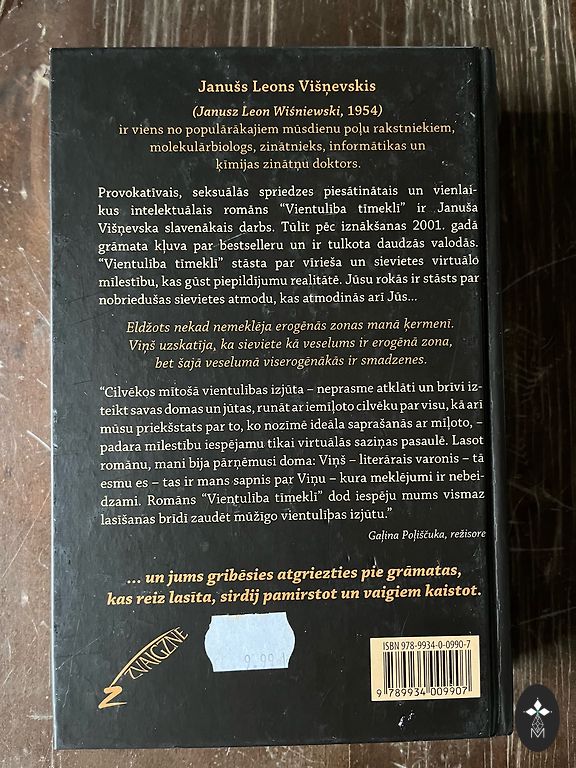 Janušs Leons Višņevskis
(Janusz Leon Wiśniewski, 1954)
ir viens no populārākajiem mūsdienu poļu rakstniekiem,
molekulārbiologs, zinātnieks, informātikas un
ķīmijas zinātņu doktors.
Provokatīvais, seksuālās spriedzes piesātinātais un vienlai-
kus intelektuālais romāns “Vientulība tīmeklī” ir Januša
Višņevska slavenākais darbs. Tūlīt pēc iznākšanas 2001. gadā
grāmata kļuva par bestselleru un ir tulkota daudzās valodās.
“Vientulība tīmeklī” stāsta par vīrieša un sievietes virtuālo
mīlestību, kas gūst piepildījumu realitātē. Jūsu rokās ir stāsts par
nobriedušas sievietes atmodu, kas atmodinās arī Jūs...
Eldžots nekad nemeklēja erogēnās zonas manā ķermenī.
Viņš uzskatīja, ka sieviete kā veselums ir erogēnā zona,
bet šajā veselumā viserogēnākās ir smadzenes.
“Cilvēkos mītošā vientulības izjūta – neprasme atklāti un brīvi iz-
teikt savas domas un jūtas, runāt ar iemīļoto cilvēku par visu, kā arī
mūsu priekšstats par to, ko nozīmē ideāla saprašanās ar mīļoto, –
padara mīlestību iespējamu tikai virtuālās saziņas pasaulē. Lasot
romānu, mani bija pārņēmusi doma: Viņš – literārais varonis – tā
esmu es – tas ir mans sapnis par Viņu – kura meklējumi ir nebei-
dzami. Romāns “Vientulība tīmeklī” dod iespēju mums vismaz
lasīšanas brīdī zaudēt mūžīgo vientulības izjūtu.”
Gaļina Poļiščuka, režisore
... un jums gribēsies atgriezties pie grāmatas,
kas reiz lasīta, sirdij pamirstot un vaigiem kaistot.
ZVAIGZNE
ISBN 978-9934-0-0990-7
9 789934 009907